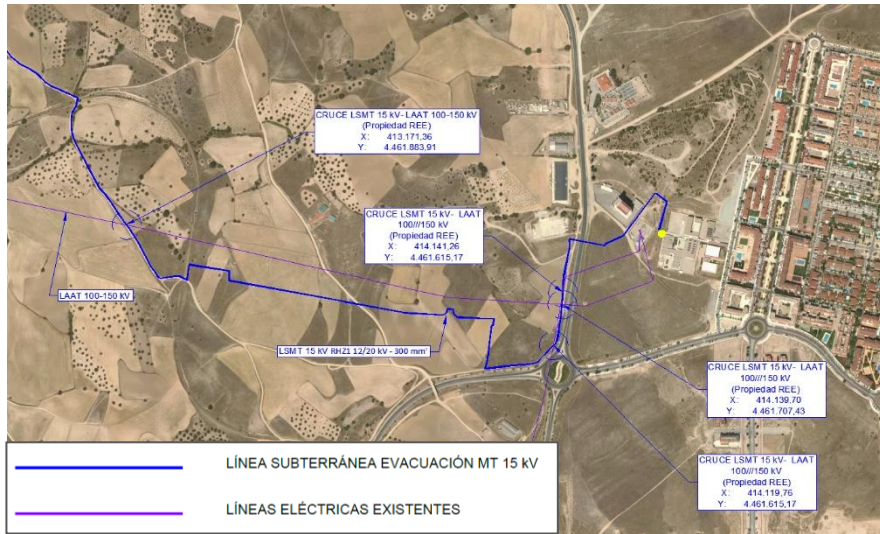 CRUCE LSMT 15 kV- LAAT 100-150 kV
(Propiedad REE)
X: 413.171,36
Y: 4.461.883,91
CRUCE LSMT 15 kV- LAAT
100///150 kV
(Propiedad REE)
X: 414.141,26
Y: 4.461.615,17
LAAT 100-150 kV
LSMT 15 kV RHZ1 12/20 kV - 300 mm²
CRUCE LSMT 15 kV- LAAT
100///150 kV
(Propiedad REE)
X: 414.139,70
Y: 4.461.707,43
CRUCE LSMT 15 kV- LAAT
100///150 kV
(Propiedad REE)
X: 414.119,76
Y: 4.461.615,17
LÍNEA SUBTERRÁNEA EVACUACIÓN MT 15 kV
LÍNEAS ELÉCTRICAS EXISTENTES